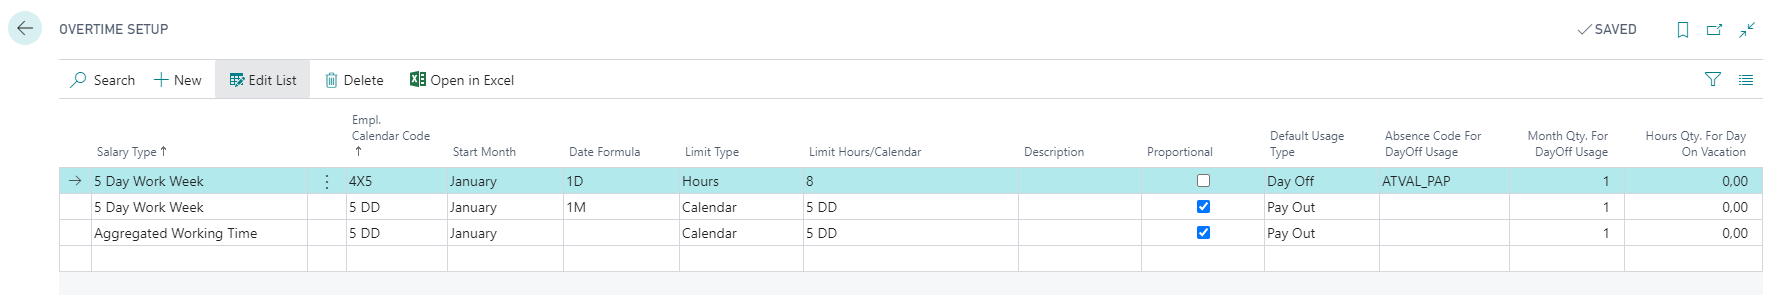 OVERTIME SETUP
SAVED
Search
New
Edit List
Delete
Open in Excel
Salary Type ↑
Empl.
Calendar Code
↑
Start Month
Date Formula
Limit Type
Limit Hours/Calendar
Description
Proportional
Default Usage
Type
Absence Code For
DayOff Usage
Month Qty. For
DayOff Usage
Hours Qty. For Day
On Vacation
5 Day Work Week 4X5 January 1D Hours 8 Day Off ATVAL_PAP 1 0,00
5 Day Work Week 5 DD January 1M Calendar 5 DD Pay Out 1 0,00
Aggregated Working Time 5 DD January Calendar 5 DD Pay Out 1 0,00